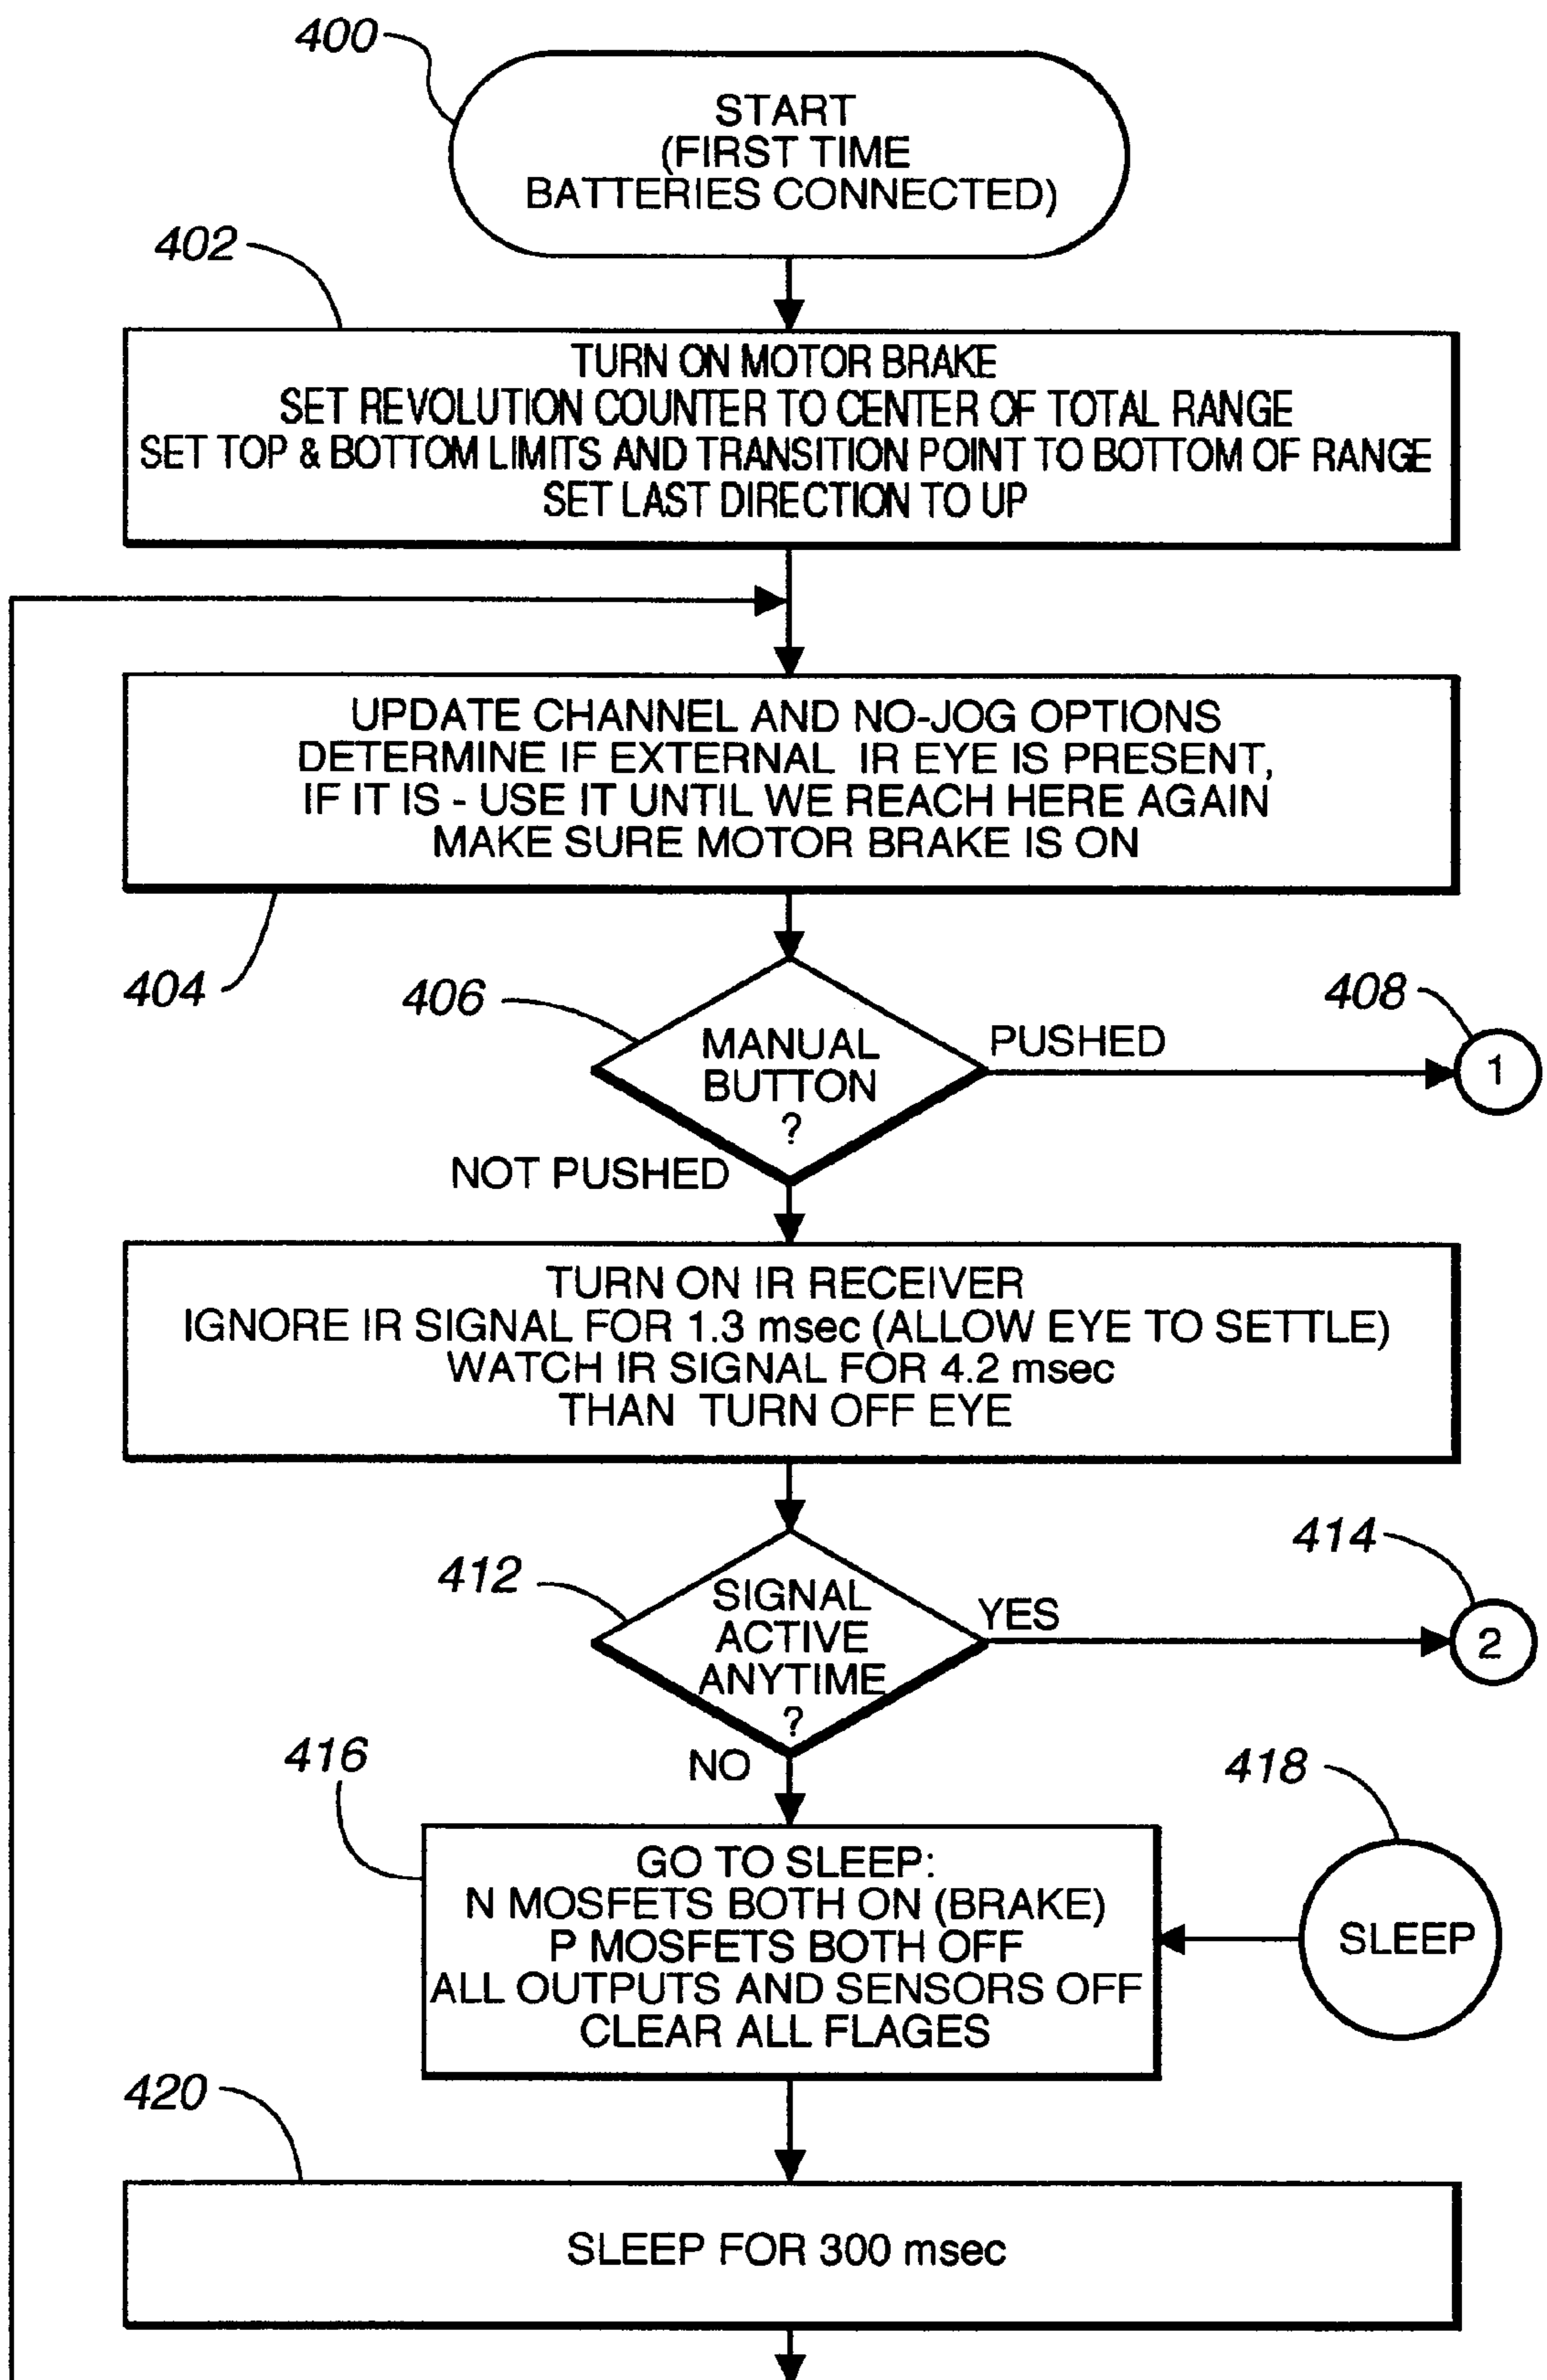 400
START
(FIRST TIME
BATTERIES CONNECTED)
402
TURN ON MOTOR BRAKE
SET REVOLUTION COUNTER TO CENTER OF TOTAL RANGE
SET TOP & BOTTOM LIMITS AND TRANSITION POINT TO BOTTOM OF RANGE
SET LAST DIRECTION TO UP
UPDATE CHANNEL AND NO-JOG OPTIONS
DETERMINE IF EXTERNAL IR EYE IS PRESENT,
IF IT IS - USE IT UNTIL WE REACH HERE AGAIN
MAKE SURE MOTOR BRAKE IS ON
404
406
408
MANUAL
BUTTON
?
PUSHED
1
NOT PUSHED
TURN ON IR RECEIVER
IGNORE IR SIGNAL FOR 1.3 msec (ALLOW EYE TO SETTLE)
WATCH IR SIGNAL FOR 4.2 msec
THAN TURN OFF EYE
412
414
SIGNAL
ACTIVE
ANYTIME
?
YES
2
NO
416
418
GO TO SLEEP:
N MOSFETS BOTH ON (BRAKE)
P MOSFETS BOTH OFF
ALL OUTPUTS AND SENSORS OFF
CLEAR ALL FLAGES
SLEEP
420
SLEEP FOR 300 msec